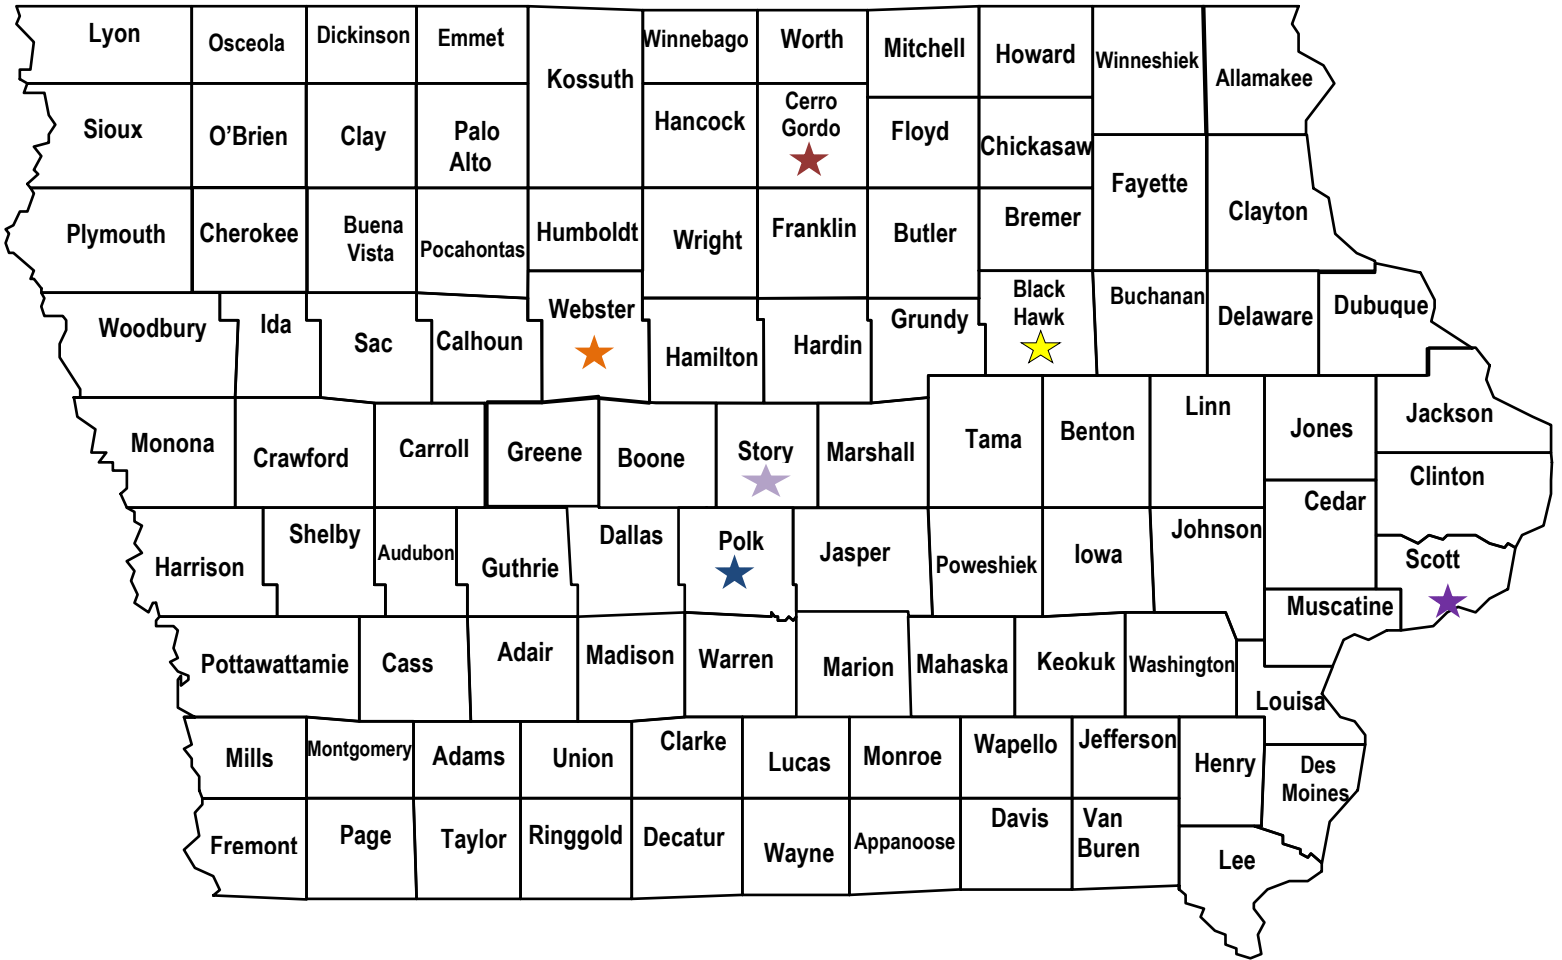 Lyon
Osceola
Dickinson
Emmet
Kossuth
Winnebago
Worth
Mitchell
Howard
Winneshiek
Allamakee
Sioux
O’Brien
Clay
Palo
Alto
Hancock
Cerro
Gordo
Floyd
Chickasaw
Fayette
Clayton
Plymouth
Cherokee
Buena
Vista
Pocahontas
Humboldt
Wright
Franklin
Butler
Bremer
Woodbury
Ida
Sac
Calhoun
Webster
Hamilton
Hardin
Grundy
Black
Hawk
Buchanan
Delaware
Dubuque
Monona
Crawford
Carroll
Greene
Boone
Story
Marshall
Tama
Benton
Linn
Jones
Jackson
Clinton
Cedar
Harrison
Shelby
Audubon
Guthrie
Dallas
Polk
Jasper
Poweshiek
Iowa
Johnson
Scott
Muscatine
Pottawattamie
Cass
Adair
Madison
Warren
Marion
Mahaska
Keokuk
Washington
Louisa
Mills
Montgomery
Adams
Union
Clarke
Lucas
Monroe
Wapello
Jefferson
Henry
Des
Moines
Fremont
Page
Taylor
Ringgold
Decatur
Wayne
Appanoose
Davis
Van
Buren
Lee